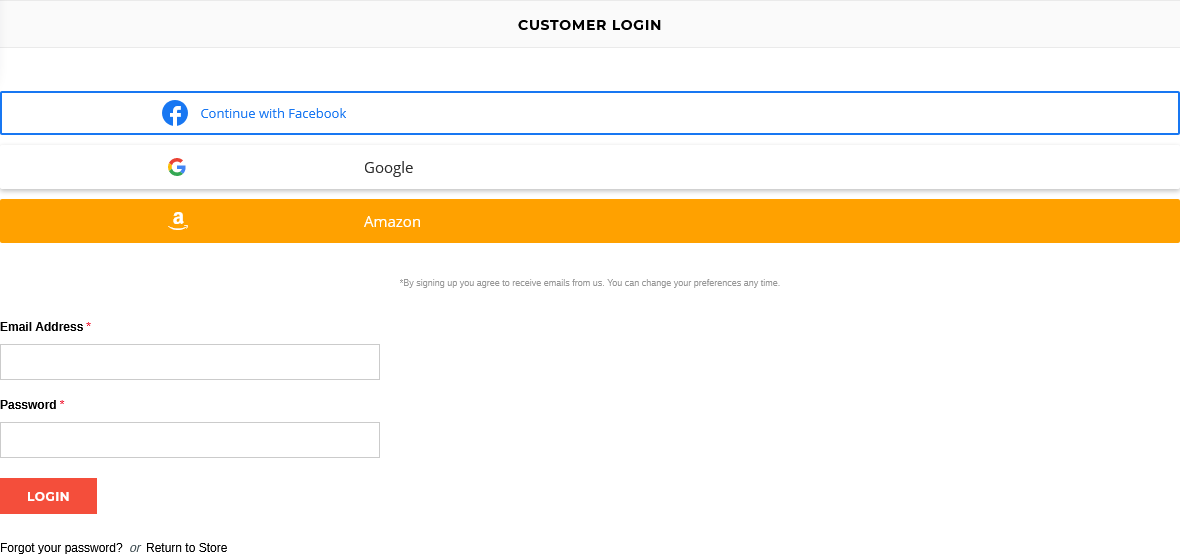 CUSTOMER LOGIN
Continue with Facebook
Google
Amazon
*By signing up you agree to receive emails from us. You can change your preferences any time.
Email Address *
Password *
LOGIN
Forgot your password? or Return to Store